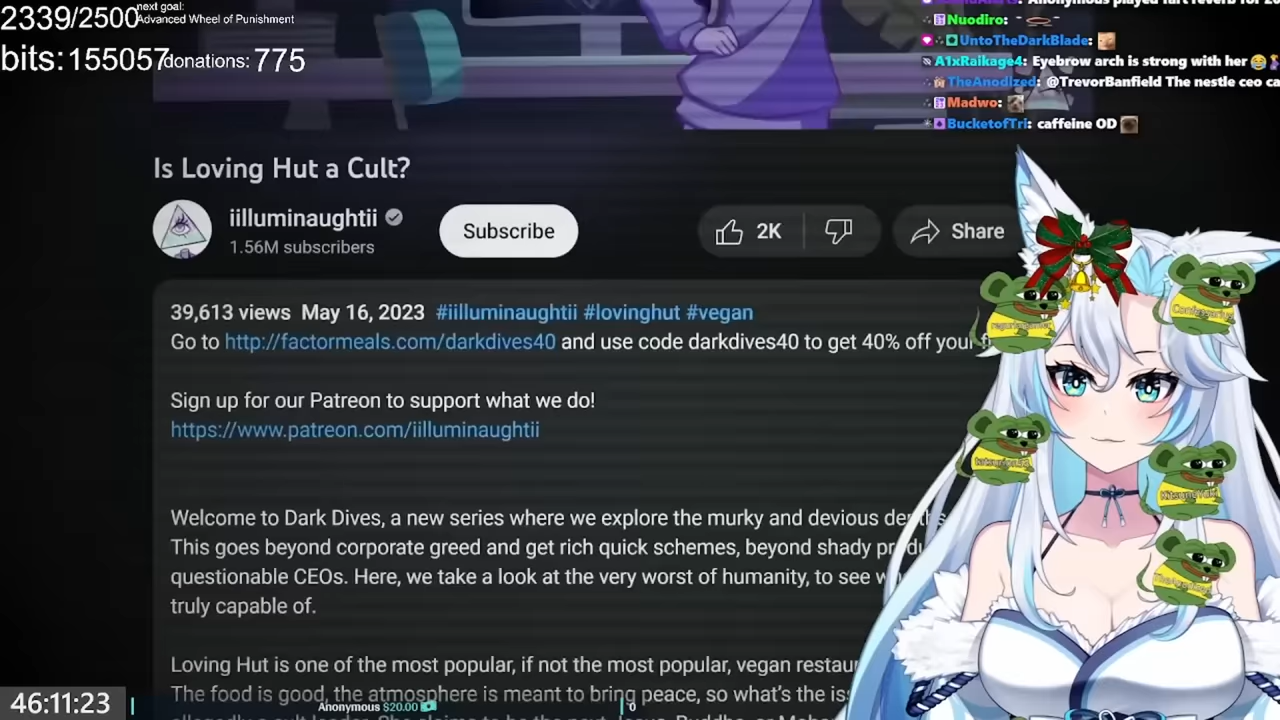 2339/2500
next goal:
Advanced Wheel of Punishment
bits:155057
donations: 775
Nuodiro:
UntoTheDarkBlade:
A1xRaikage4: Eyebrow arch is strong with her
TheAnodized: @TrevorBanfield The nestle ceo ca
Madwo:
BucketofTri: caffeine OD
Is Loving Hut a Cult?
iilluminaughtii
1.56M subscribers
Subscribe
2K
Share
39,613 views May 16, 2023 #iilluminaughtii #lovinghut #vegan
Go to http://factormeals.com/darkdives40 and use code darkdives40 to get 40% off your
Sign up for our Patreon to support what we do!
https://www.patreon.com/iilluminaughtii
Welcome to Dark Dives, a new series where we explore the murky and devious depths
This goes beyond corporate greed and get rich quick schemes, beyond shady
questionable CEOs. Here, we take a look at the very worst of humanity, to see
truly capable of.
Loving Hut is one of the most popular, if not the most popular, vegan
The food is good, the atmosphere is meant to bring peace, so what's the
46:11:23
Anonymous $20.00
0